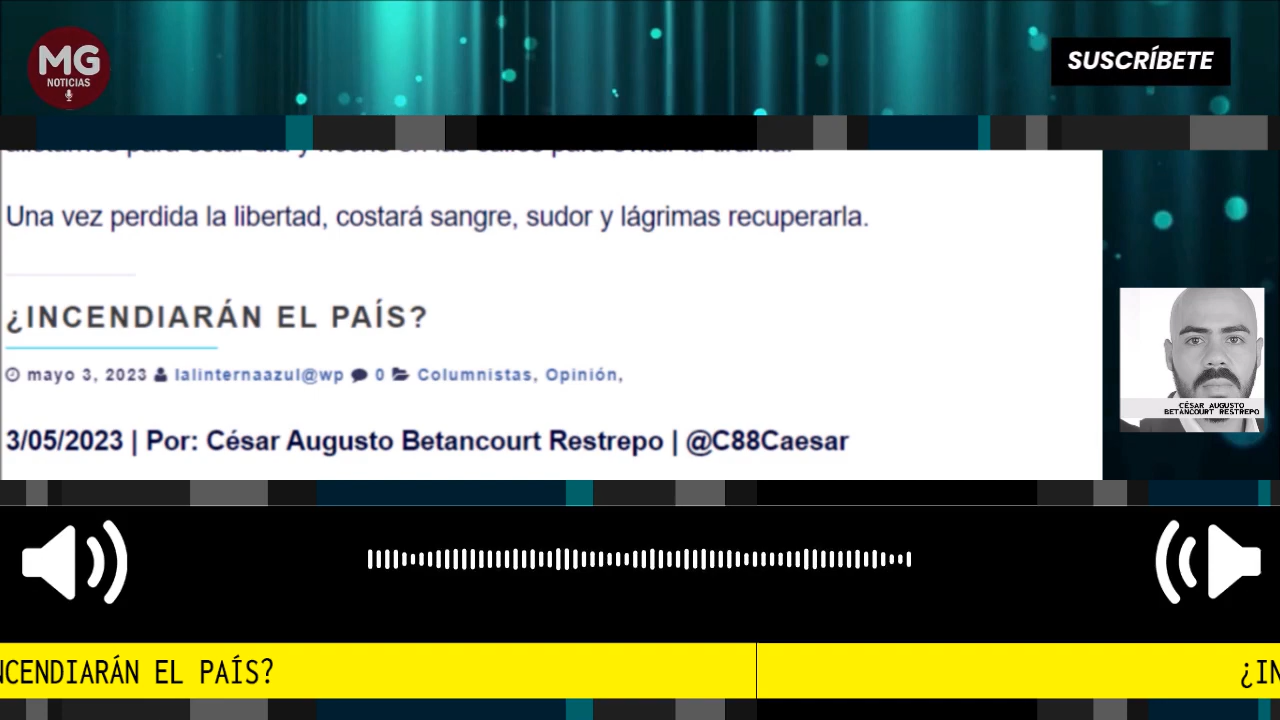 MG
NOTICIAS
SUSCRÍBETE
Una vez perdida la libertad, costará sangre, sudor y lágrimas recuperarla.
¿INCENDIARÁN EL PAÍS?
mayo 3, 2023 lalinternaazul@wp 0 Columnistas, Opinión,
3/05/2023 | Por: César Augusto Betancourt Restrepo | @C88Caesar
CÉSAR AUGUSTO
BETANCOURT RESTREPO
NCENDIARÁN EL PAÍS?
¿IN